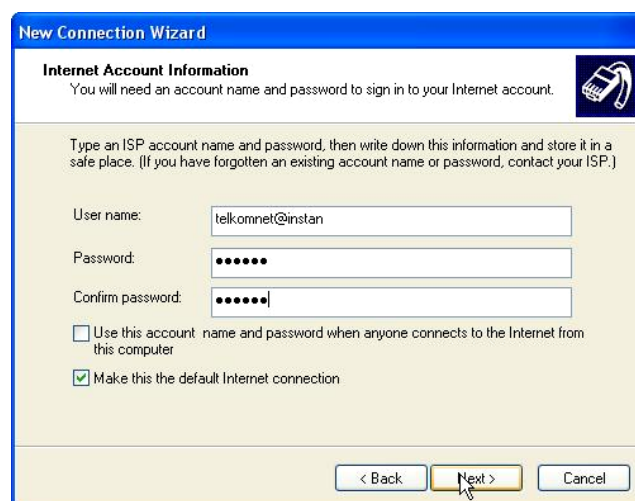 New Connection Wizard
Internet Account Information
You will need an account name and password to sign in to your Internet account.
Type an ISP account name and password, then write down this information and store it in a
safe place. (If you have forgotten an existing account name or password, contact your ISP.)
User name:
telkomnet@instan
Password:
●●●●●●
Confirm password:
●●●●●●
Use this account name and password when anyone connects to the Internet from
this computer
Make this the default Internet connection
< Back
Next >
Cancel